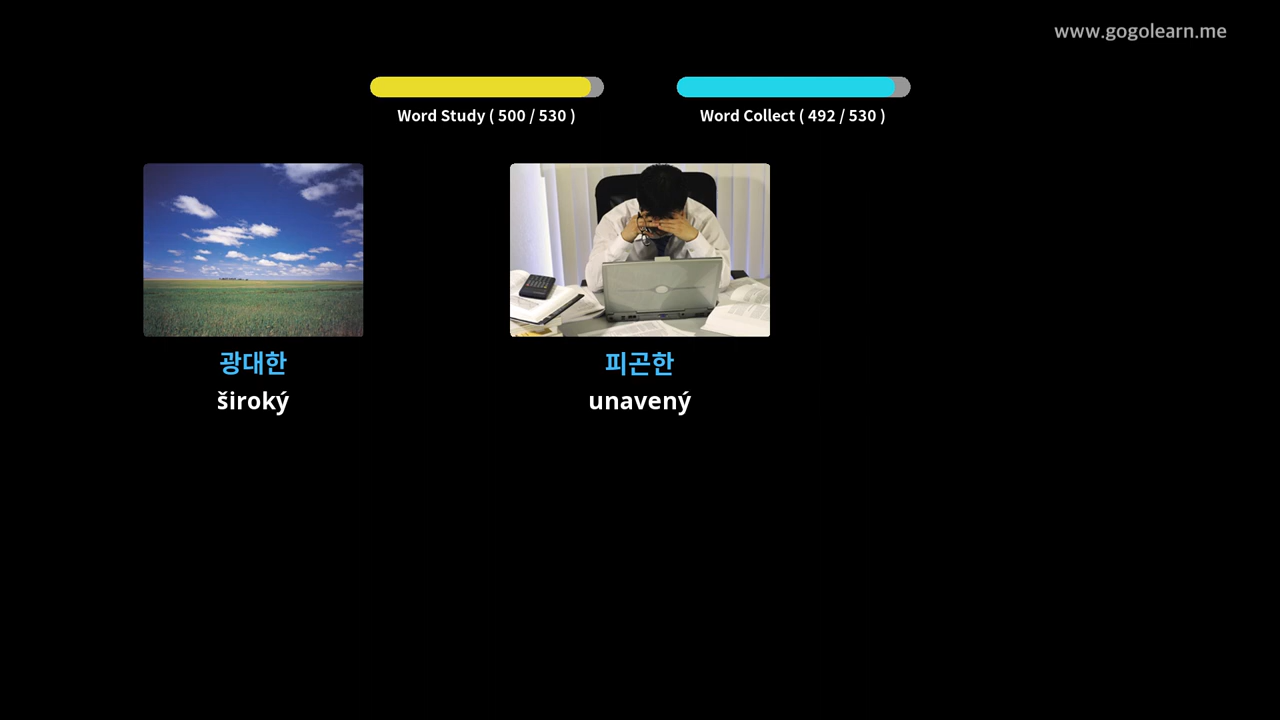 www.gogolearn.me
Word Study ( 500 / 530 )
Word Collect ( 492 / 530 )
광대한
široký
피곤한
unavený